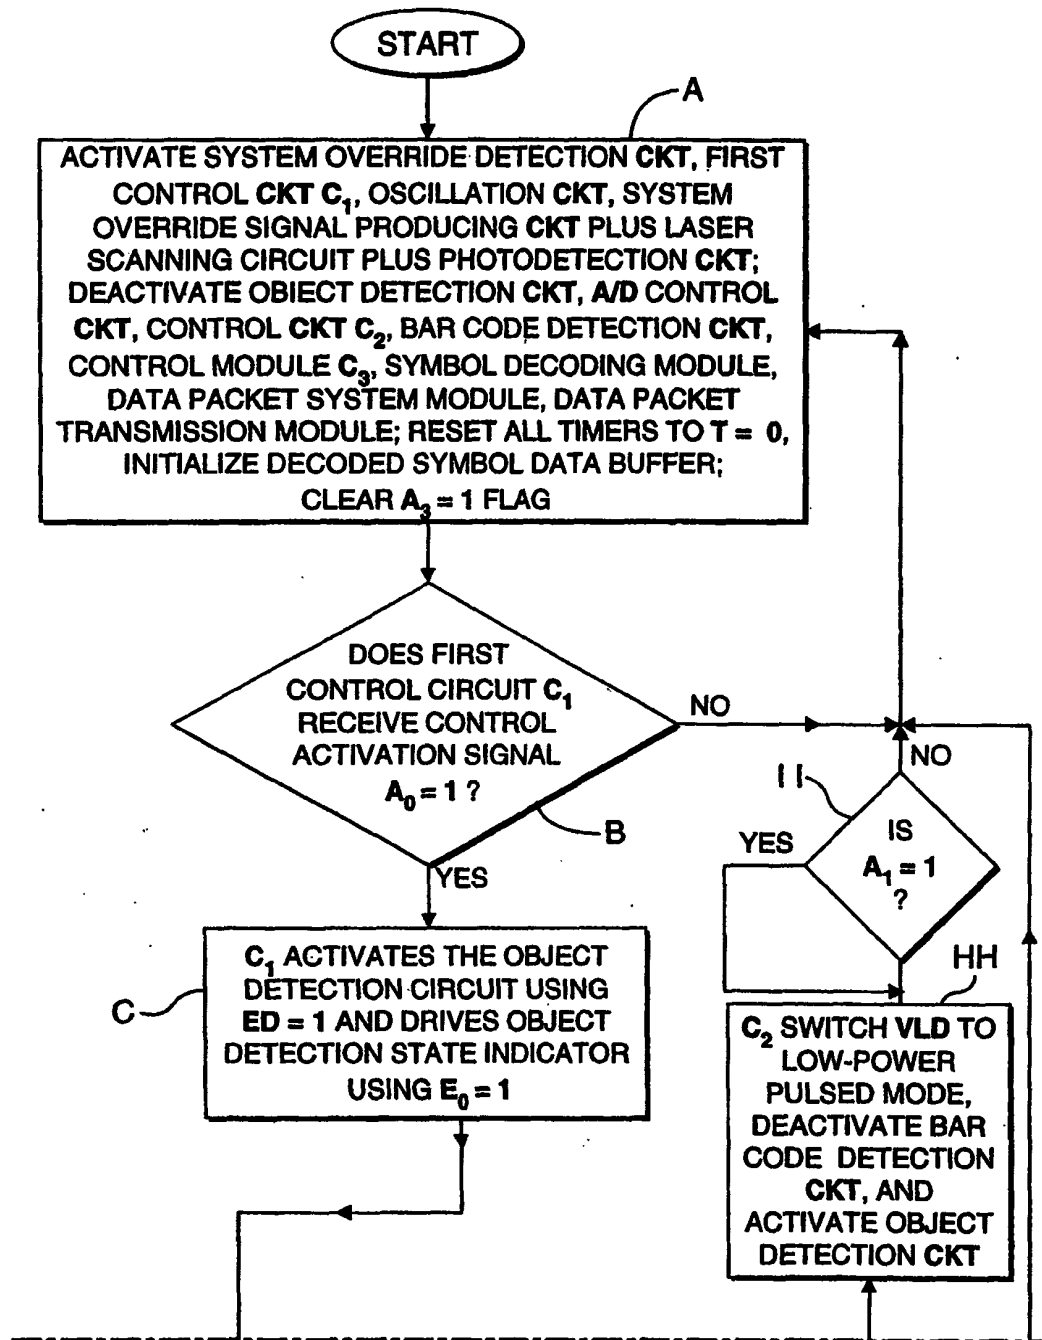 START
A
ACTIVATE SYSTEM OVERRIDE DETECTION CKT, FIRST
CONTROL CKT C₁, OSCILLATION CKT, SYSTEM
OVERRIDE SIGNAL PRODUCING CKT PLUS LASER
SCANNING CIRCUIT PLUS PHOTODETECTION CKT;
DEACTIVATE OBIECT DETECTION CKT, A/D CONTROL
CKT, CONTROL CKT C₂, BAR CODE DETECTION CKT,
CONTROL MODULE C₃, SYMBOL DECODING MODULE,
DATA PACKET SYSTEM MODULE, DATA PACKET
TRANSMISSION MODULE; RESET ALL TIMERS TO T = 0,
INITIALIZE DECODED SYMBOL DATA BUFFER;
CLEAR A₃ = 1 FLAG
DOES FIRST
CONTROL CIRCUIT C₁
RECEIVE CONTROL
ACTIVATION SIGNAL
A₀ = 1 ?
NO
B
YES
NO
II
IS
A₁ = 1
?
YES
C
C₁ ACTIVATES THE OBJECT
DETECTION CIRCUIT USING
ED = 1 AND DRIVES OBJECT
DETECTION STATE INDICATOR
USING E₀ = 1
HH
C₂ SWITCH VLD TO
LOW-POWER
PULSED MODE,
DEACTIVATE BAR
CODE DETECTION
CKT, AND
ACTIVATE OBJECT
DETECTION CKT